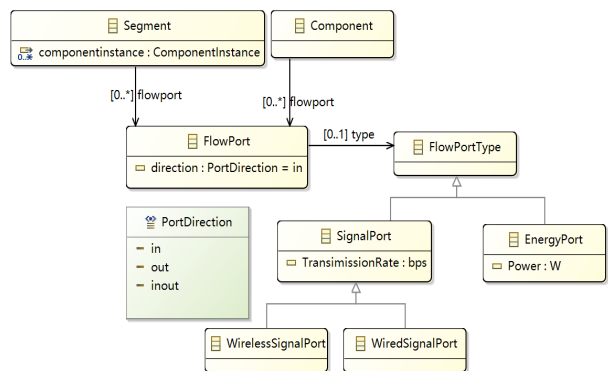 Segment
componentinstance : ComponentInstance
0..*
Component
[0..*] flowport
[0..*] flowport
FlowPort
direction : PortDirection = in
[0..1] type
FlowPortType
PortDirection
in
out
inout
SignalPort
TransimissionRate : bps
EnergyPort
Power : W
WirelessSignalPort
WiredSignalPort